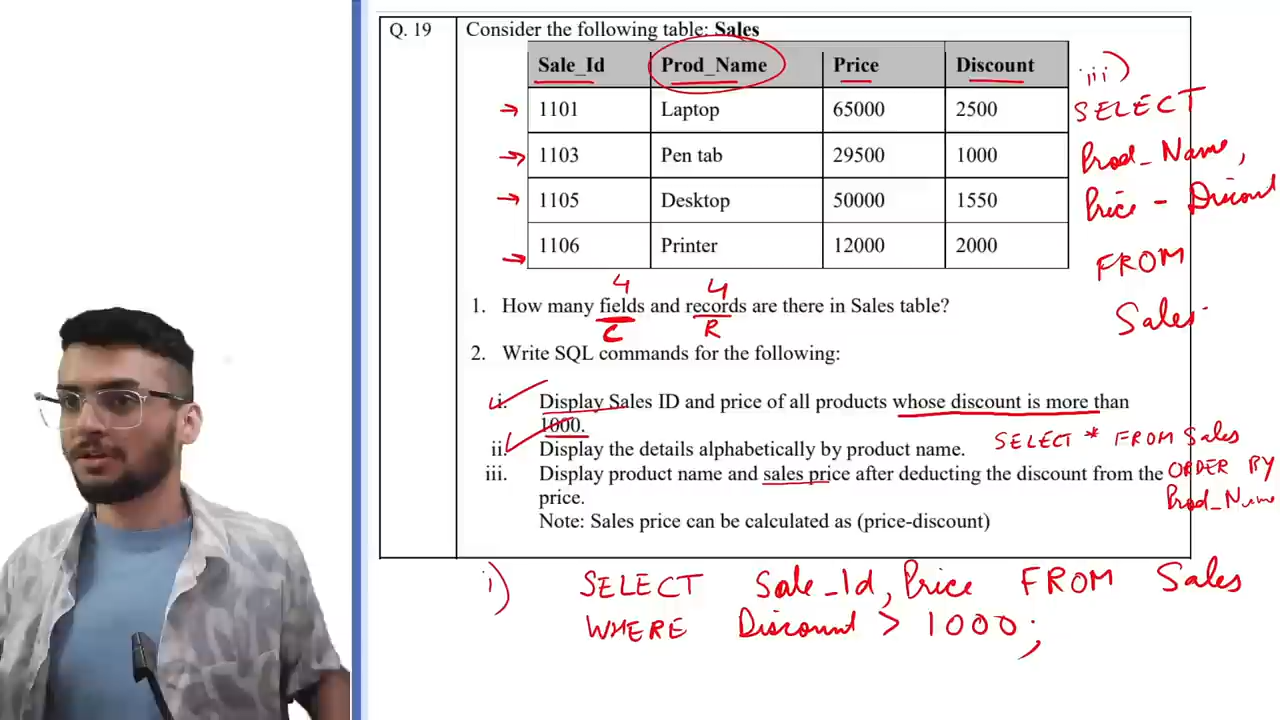 Q. 19
Consider the following table: Sales
Sale_Id Prod_Name Price Discount
1101 Laptop 65000 2500
1103 Pen tab 29500 1000
1105 Desktop 50000 1550
1106 Printer 12000 2000
iii)
SELECT
Prod_Name,
Price - Discount
FROM
Sales
4 4
1. How many fields and records are there in Sales table?
C R
2. Write SQL commands for the following:
i. Display Sales ID and price of all products whose discount is more than
1000.
ii. Display the details alphabetically by product name.
SELECT * FROM Sales
ORDER BY
Prod_Name
iii. Display product name and sales price after deducting the discount from the
price.
Note: Sales price can be calculated as (price-discount)
i) SELECT Sale_Id, Price FROM Sales
WHERE Discount > 1000;